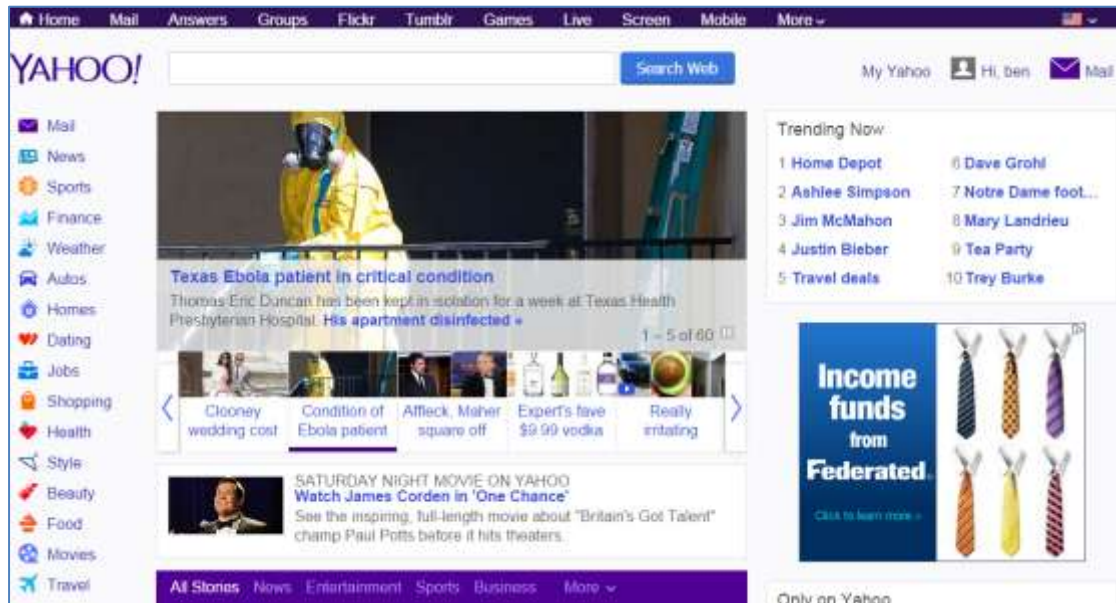 Home Mail Answers Groups Flickr Tumblr Games Live Screen Mobile More
YAHOO!
Search Web
My Yahoo
Hi, ben
Mail
Mail
News
Sports
Finance
Weather
Autos
Homes
Dating
Jobs
Shopping
Health
Style
Beauty
Food
Movies
Travel
Texas Ebola patient in critical condition
Thomas Eric Duncan has been kept in isolation for a week at Texas Health
Presbyterian Hospital. His apartment disinfected »
1 – 5 of 60
Clooney
wedding cost
Condition of
Ebola patient
Affleck, Maher
square off
Expert's fave
$9.99 vodka
Really
irritating
SATURDAY NIGHT MOVIE ON YAHOO
Watch James Corden in 'One Chance'
See the inspiring, full-length movie about "Britain's Got Talent"
champ Paul Potts before it hits theaters.
All Stories News Entertainment Sports Business More
Trending Now
1 Home Depot
2 Ashlee Simpson
3 Jim McMahon
4 Justin Bieber
5 Travel deals
6 Dave Grohl
7 Notre Dame foot...
8 Mary Landrieu
9 Tea Party
10 Trey Burke
Income
funds
from
Federated.
Click to learn more »
Only on Yahoo